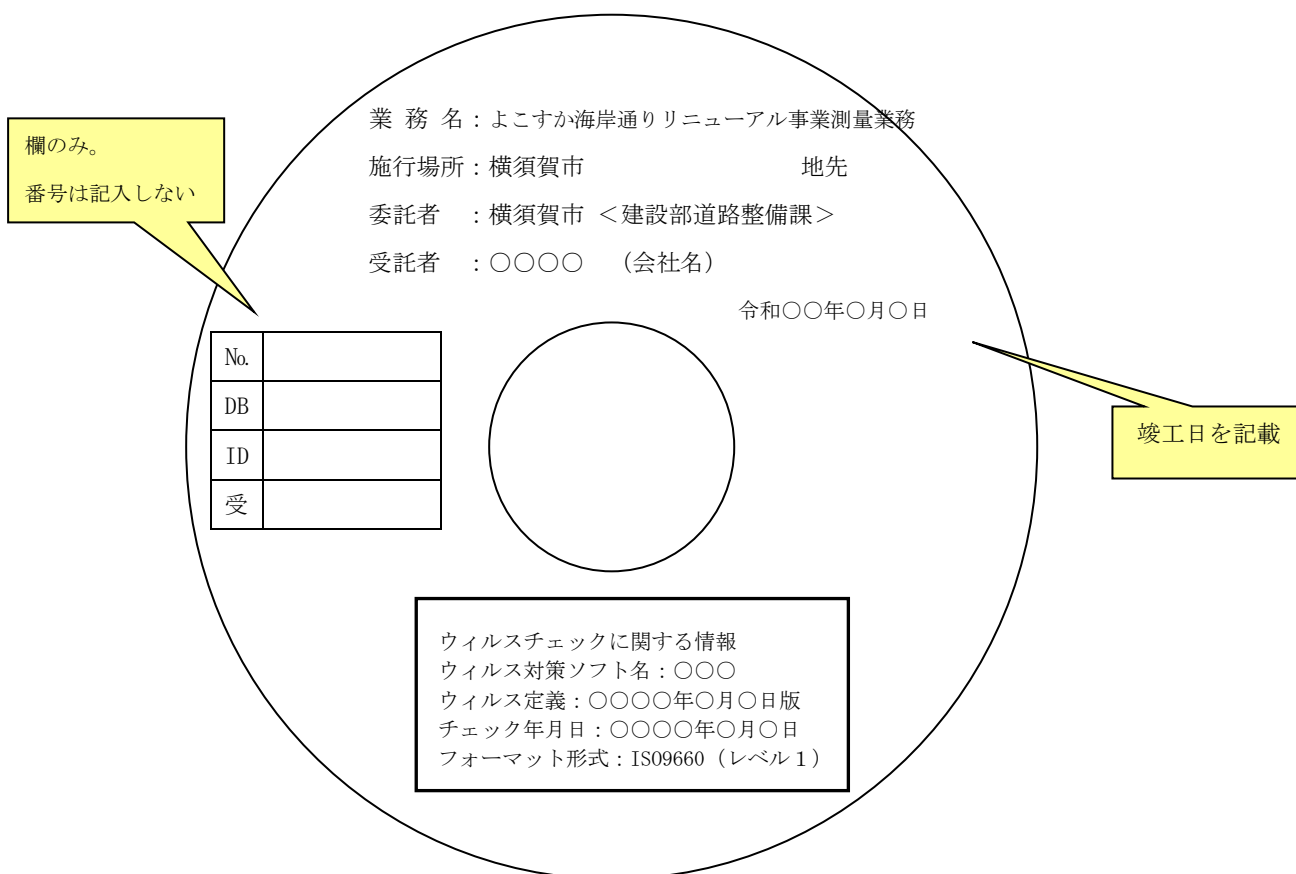 業 務 名：よこすか海岸通りリニューアル事業測量業務
施行場所：横須賀市　　　　　　　　　　　地先
委託者　：横須賀市 ＜建設部道路整備課＞
受託者　：○○○○　（会社名）
令和○○年○月○日
欄のみ。
番号は記入しない
№
DB
ID
受
竣工日を記載
ウィルスチェックに関する情報
ウィルス対策ソフト名：○○○
ウィルス定義：○○○○年○月○日版
チェック年月日：○○○○年○月○日
フォーマット形式：ISO9660（レベル１）